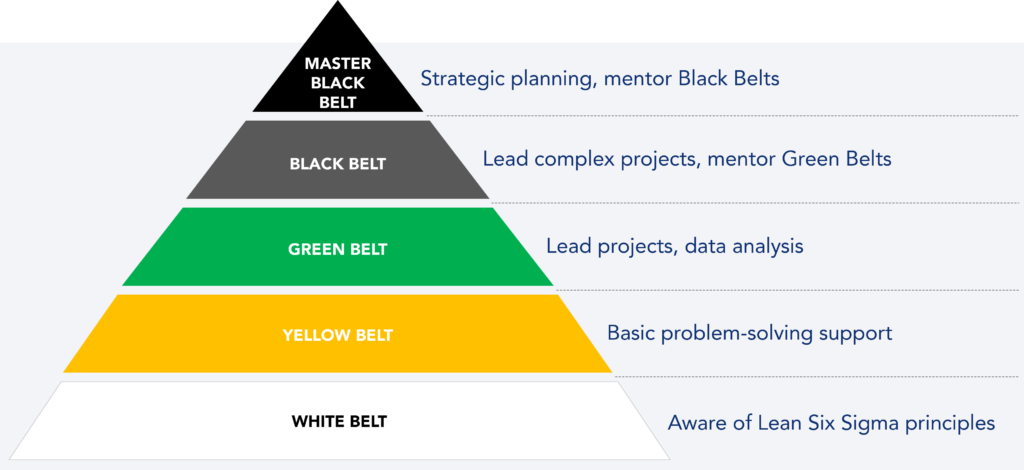 MASTER
BLACK
BELT
Strategic planning, mentor Black Belts
BLACK BELT
Lead complex projects, mentor Green Belts
GREEN BELT
Lead projects, data analysis
YELLOW BELT
Basic problem-solving support
WHITE BELT
Aware of Lean Six Sigma principles